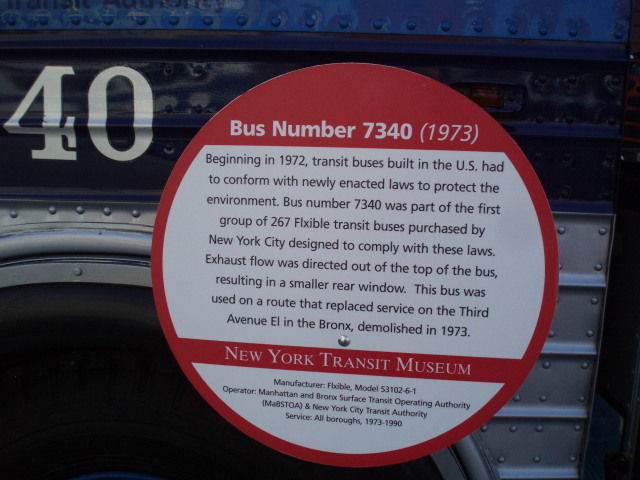 Transit Authority
40
Bus Number 7340 (1973)
Beginning in 1972, transit buses built in the U.S. had
to conform with newly enacted laws to protect the
environment. Bus number 7340 was part of the first
group of 267 Flxible transit buses purchased by
New York City designed to comply with these laws.
Exhaust flow was directed out of the top of the bus,
resulting in a smaller rear window. This bus was
used on a route that replaced service on the Third
Avenue El in the Bronx, demolished in 1973.
NEW YORK TRANSIT MUSEUM
Manufacturer: Flxible, Model 53102-6-1
Operator: Manhattan and Bronx Surface Transit Operating Authority
(MaBSTOA) & New York City Transit Authority
Service: All boroughs, 1973-1990